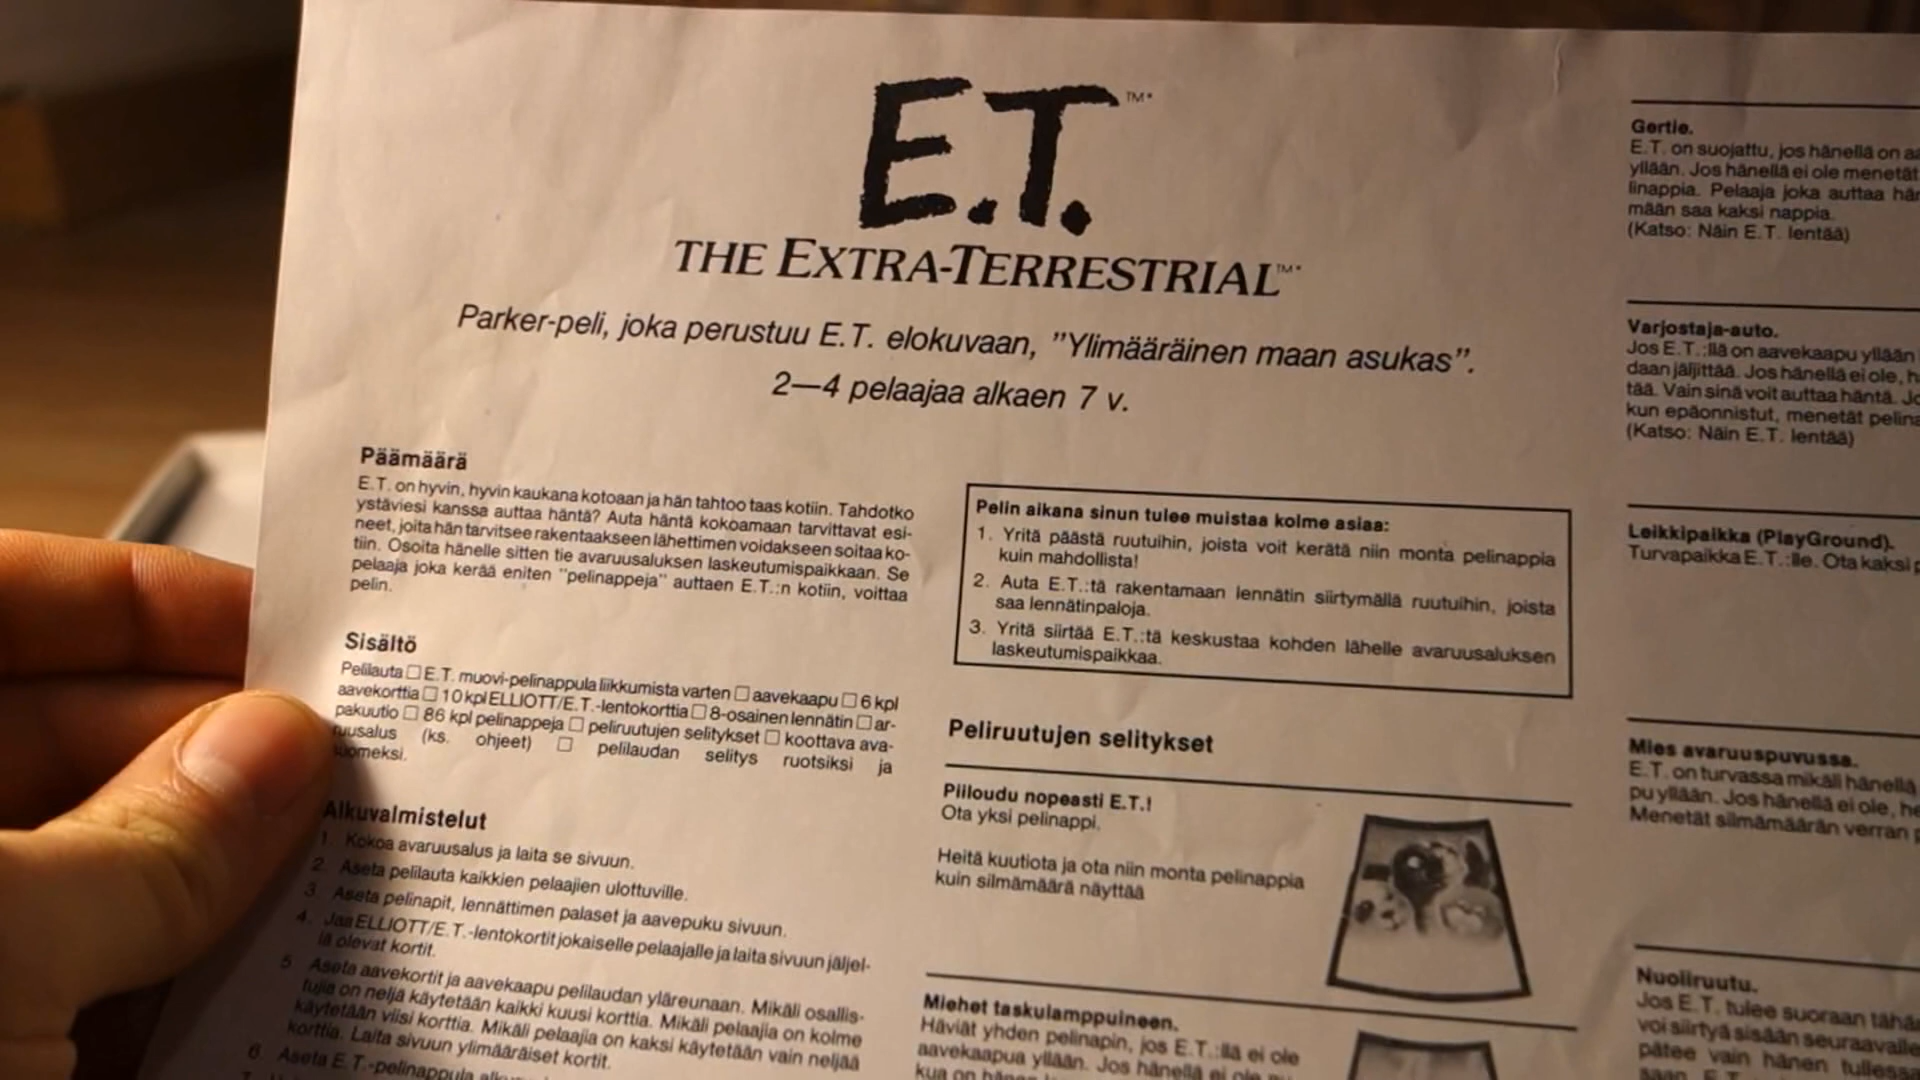 E.T.™*
THE EXTRA-TERRESTRIAL™*
Parker-peli, joka perustuu E.T. elokuvaan, ”Ylimääräinen maan asukas”.
2—4 pelaajaa alkaen 7 v.
Päämäärä
E.T. on hyvin, hyvin kaukana kotoaan ja hän tahtoo taas kotiin. Tahdotko
ystäviesi kanssa auttaa häntä? Auta häntä kokoamaan tarvittavat esi-
neet, joita hän tarvitsee rakentaakseen lähettimen voidakseen soitaa ko-
tiin. Osoita hänelle sitten tie avaruusaluksen laskeutumispaikkaan. Se
pelaaja joka kerää eniten ”pelinappeja” auttaen E.T.:n kotiin, voittaa
pelin.
Sisältö
Pelilauta □ E.T. muovi-pelinappula liikkumista varten □ aavekaapu □ 6 kpl
aavekorttia □ 10 kpl ELLIOTT/E.T.-lentokorttia □ 8-osainen lennätin □ ar-
pakuutio □ 86 kpl pelinappeja □ peliruutujen selitykset □ koottava ava-
ruusalus (ks. ohjeet) □ pelilaudan selitys ruotsiksi ja
suomeksi.
Alkuvalmistelut
1. Kokoa avaruusalus ja laita se sivuun.
2. Aseta pelilauta kaikkien pelaajien ulottuville.
3. Aseta pelinapit, lennättimen palaset ja aavepuku sivuun.
4. Jaa ELLIOTT/E.T.-lentokortit jokaiselle pelaajalle ja laita sivuun jäljel-
lä olevat kortit.
5 Aseta aavekortit ja aavekaapu pelilaudan yläreunaan. Mikäli osallis-
tujia on neljä käytetään kaikki kuusi korttia. Mikäli pelaajia on kolme
käytetään viisi korttia. Mikäli pelaajia on kaksi käytetään vain neljää
korttia. Laita sivuun ylimääräiset kortit.
6. Aseta E.T.-pelinappula
Pelin aikana sinun tulee muistaa kolme asiaa:
1. Yritä päästä ruutuihin, joista voit kerätä niin monta pelinappia
kuin mahdollista!
2. Auta E.T.:tä rakentamaan lennätin siirtymällä ruutuihin, joista
saa lennätinpaloja.
3. Yritä siirtää E.T.:tä keskustaa kohden lähelle avaruusaluksen
laskeutumispaikkaa.
Peliruutujen selitykset
Piiloudu nopeasti E.T.!
Ota yksi pelinappi.
Heitä kuutiota ja ota niin monta pelinappia
kuin silmämäärä näyttää
Miehet taskulamppuineen.
Häviät yhden pelinapin, jos E.T.:llä ei ole
aavekaapua yllään. Jos hänellä ei ole
kua on
Gertie.
E.T. on suojattu, jos hänellä on
yllään. Jos hänellä ei ole menetät
linappia. Pelaaja joka auttaa
mään saa kaksi nappia.
(Katso: Näin E.T. lentää)
Varjostaja-auto.
Jos E.T.:llä on aavekaapu yllään
daan jäljittää. Jos hänellä ei ole,
tää. Vain sinä voit auttaa häntä.
kun epäonnistut, menetät
(Katso: Näin E.T. lentää)
Leikkipaikka (PlayGround).
Turvapaikka E.T.:lle. Ota kaksi
Mies avaruuspuvussa.
E.T. on turvassa mikäli hänellä
pu yllään. Jos hänellä ei ole,
Menetät silmämäärän verran
Nuoliruutu.
Jos E.T. tulee suoraan
voi siirtyä sisään
pätee vain hänen